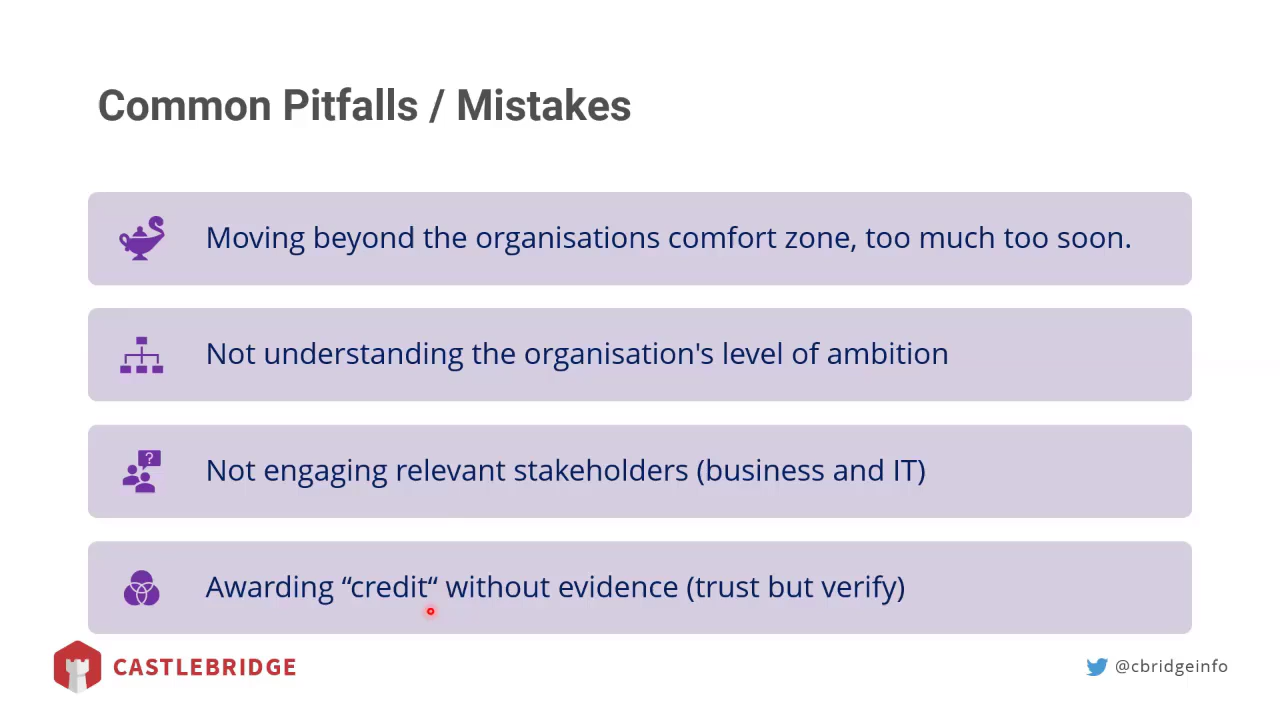 Common Pitfalls / Mistakes
Moving beyond the organisations comfort zone, too much too soon.
Not understanding the organisation's level of ambition
?
Not engaging relevant stakeholders (business and IT)
Awarding “credit“ without evidence (trust but verify)
CASTLEBRIDGE
@cbridgeinfo